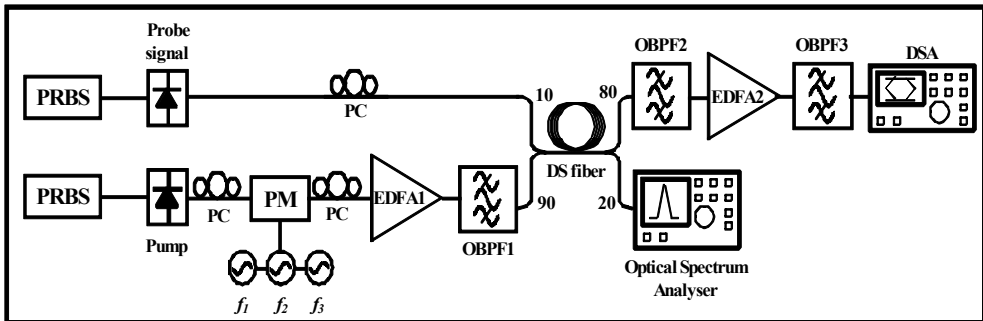 Probe
signal
PRBS
PC
10
80
OBPF2
EDFA2
OBPF3
DSA
DS fiber
PRBS
Pump
PC
PM
PC
EDFA1
OBPF1
90
20
Optical Spectrum
Analyser
f1 f2 f3